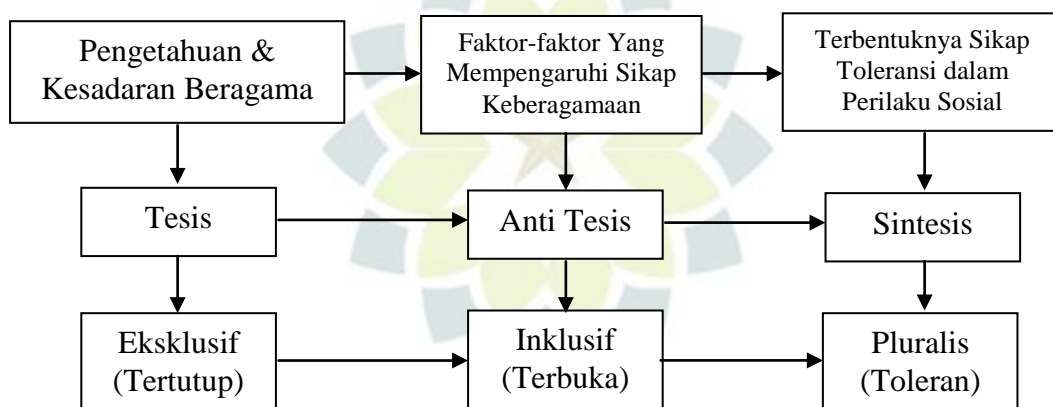 Pengetahuan &
Kesadaran Beragama
Faktor-faktor Yang
Mempengaruhi Sikap
Keberagamaan
Terbentuknya Sikap
Toleransi dalam
Perilaku Sosial
Tesis
Anti Tesis
Sintesis
Eksklusif
(Tertutup)
Inklusif
(Terbuka)
Pluralis
(Toleran)